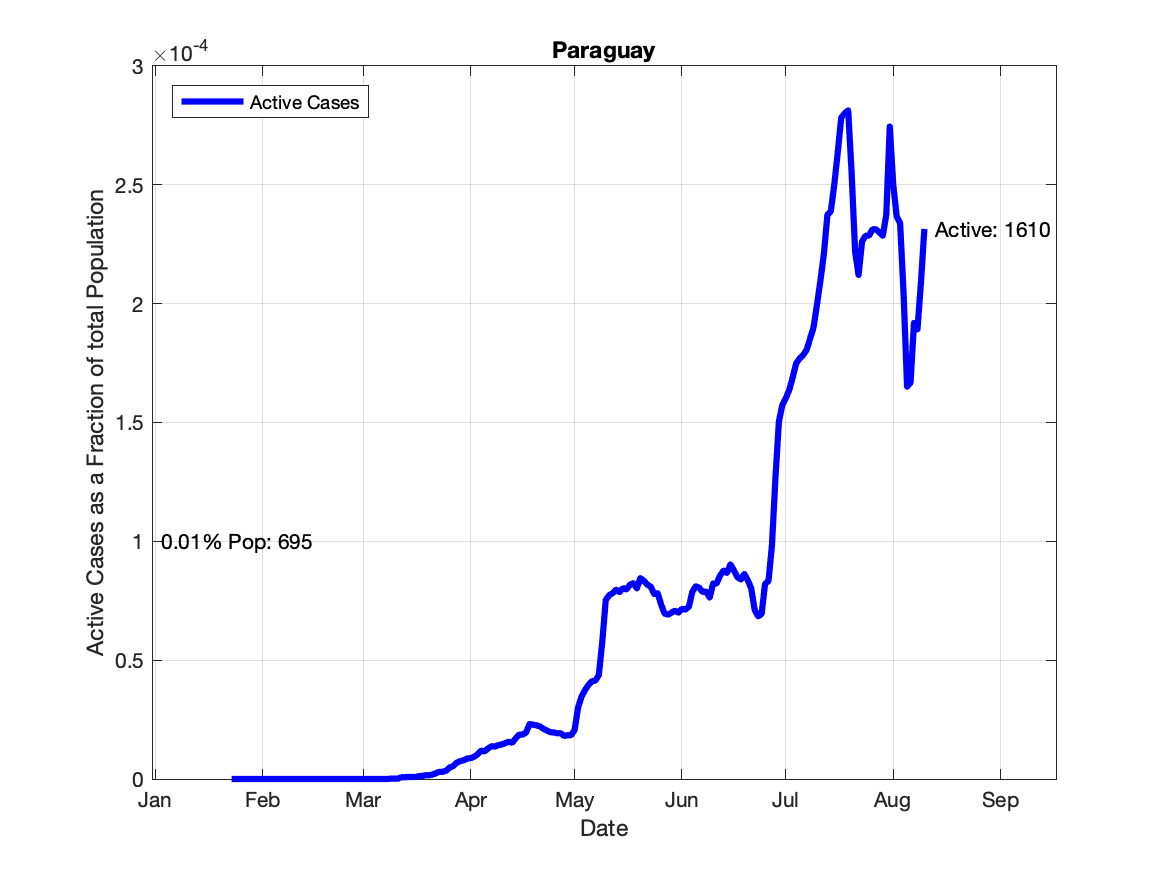 Paraguay
×10-4
3
2.5
2
1.5
1
0.5
0
Active Cases
Active: 1610
0.01% Pop: 695
Active Cases as a Fraction of total Population
Jan Feb Mar Apr May Jun Jul Aug Sep
Date